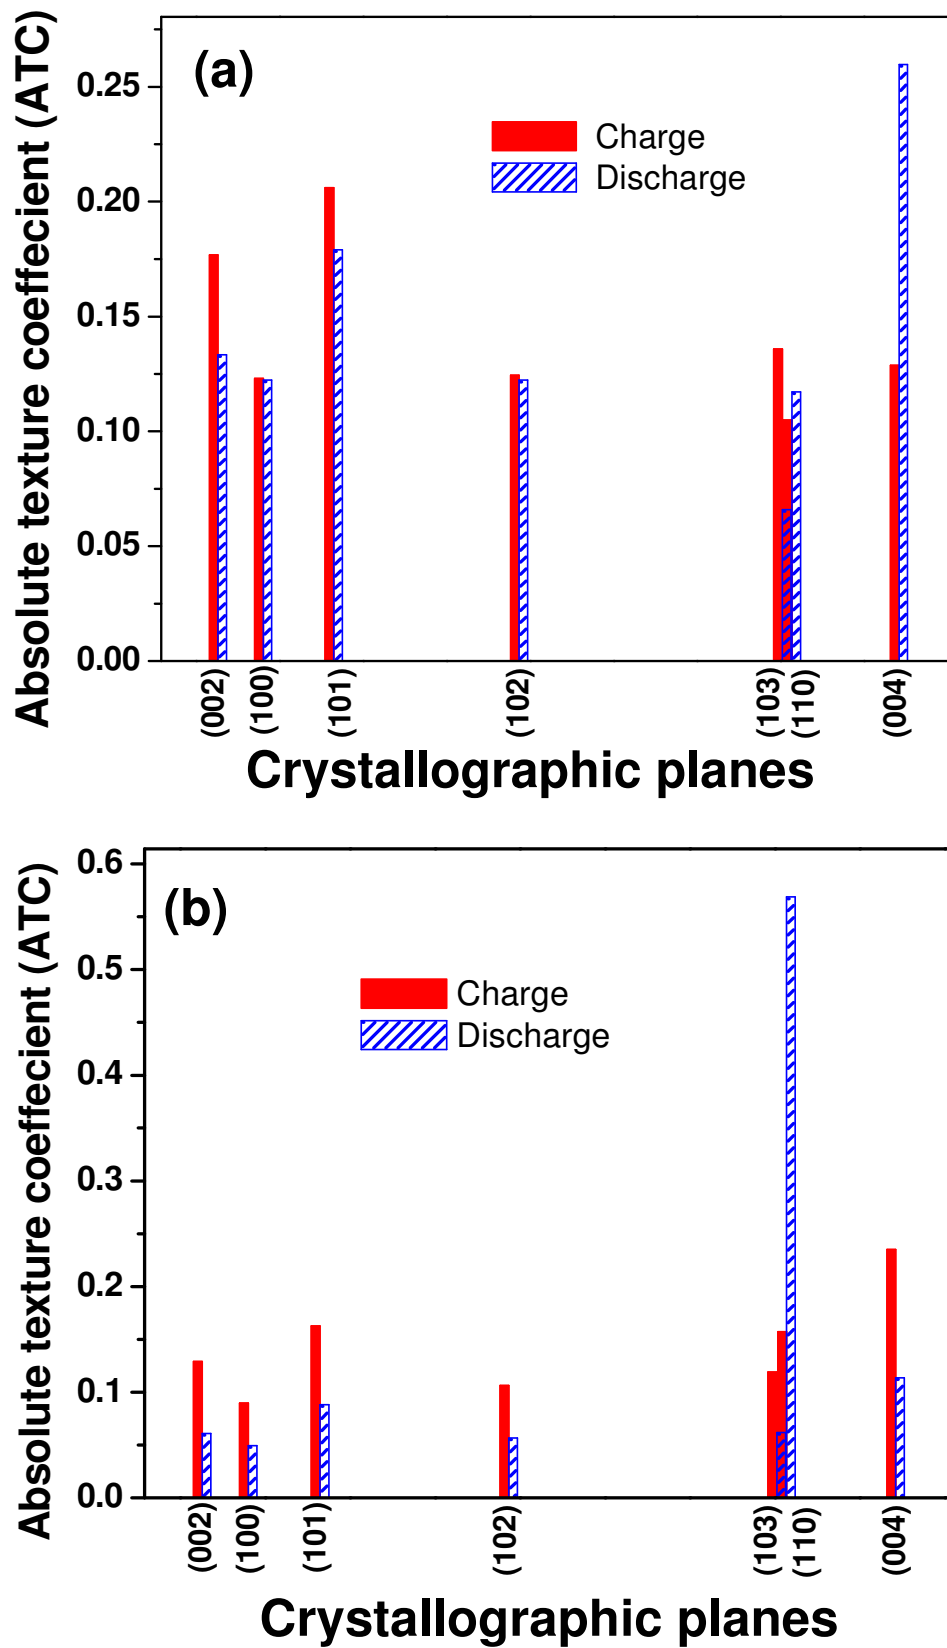 (a)
Absolute texture coeffecient (ATC)
0.25
0.20
0.15
0.10
0.05
0.00
Charge
Discharge
(002)
(100)
(101)
(102)
(103)
(110)
(004)
Crystallographic planes
(b)
Absolute texture coeffecient (ATC)
0.6
0.5
0.4
0.3
0.2
0.1
0.0
Charge
Discharge
(002)
(100)
(101)
(102)
(103)
(110)
(004)
Crystallographic planes